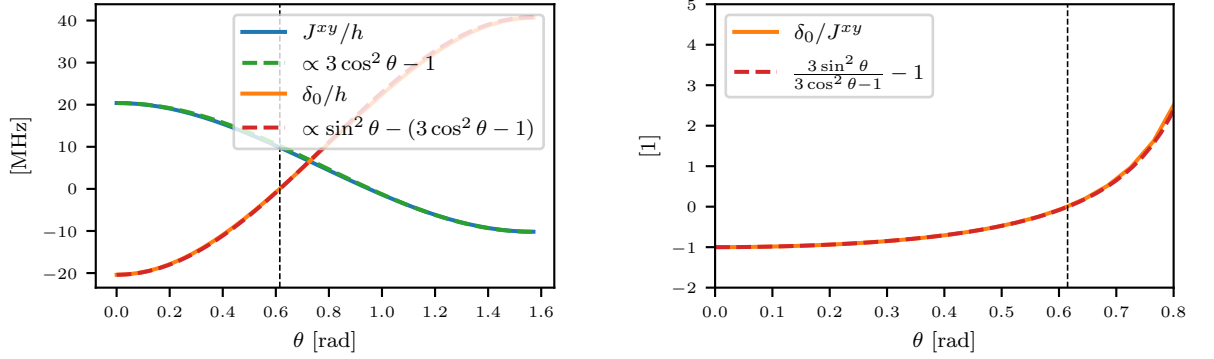 [MHz]
40
30
20
10
0
−10
−20
J^{xy}/h
∝ 3 cos² θ − 1
δ₀/h
∝ sin² θ − (3 cos² θ − 1)
0.0 0.2 0.4 0.6 0.8 1.0 1.2 1.4 1.6
θ [rad]
[1]
5
4
3
2
1
0
−1
−2
δ₀/J^{xy}
3 sin² θ / 3 cos² θ−1 − 1
0.0 0.1 0.2 0.3 0.4 0.5 0.6 0.7 0.8
θ [rad]